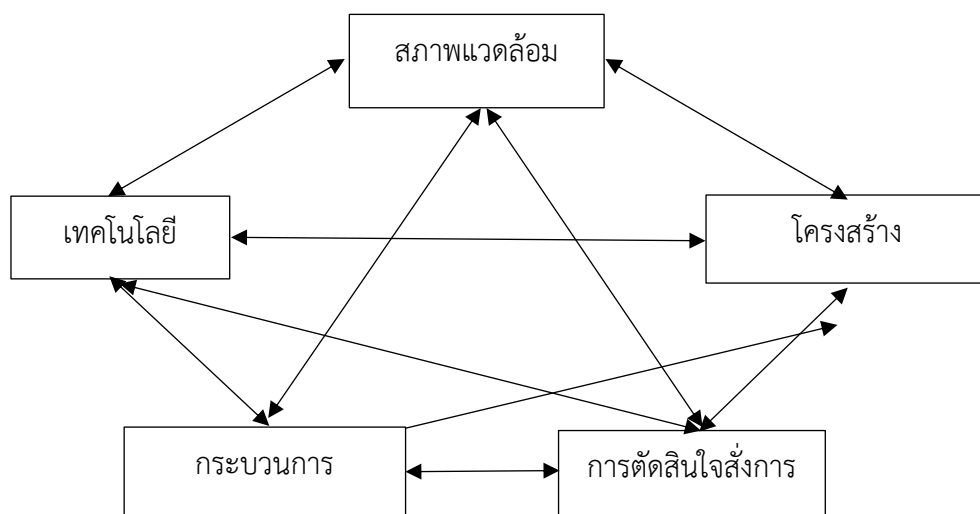 สภาพแวดล้อม
เทคโนโลยี
โครงสร้าง
กระบวนการ
การตัดสินใจสั่งการ